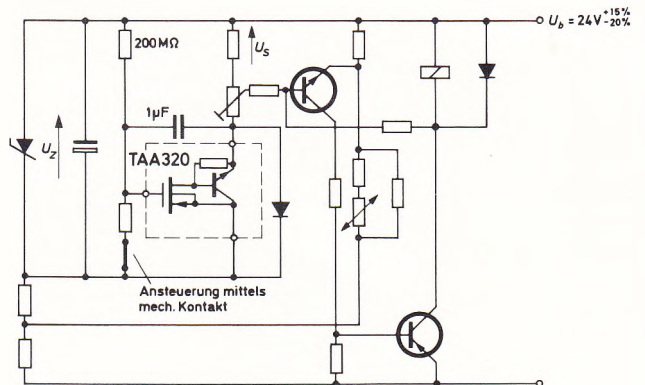 U_b = 24V +15% -20%
200MΩ
U_S
1µF
TAA320
U_Z
Ansteuerung mittels
mech. Kontakt